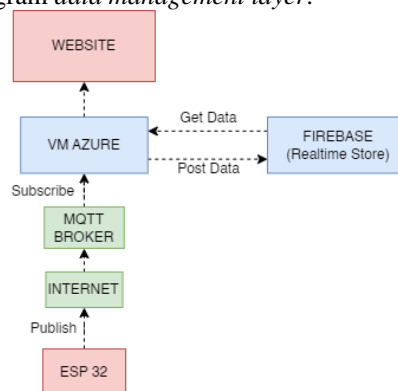 gram data management layer.
WEBSITE
Get Data
VM AZURE
FIREBASE
(Realtime Store)
Post Data
Subscribe
MQTT
BROKER
INTERNET
Publish
ESP 32